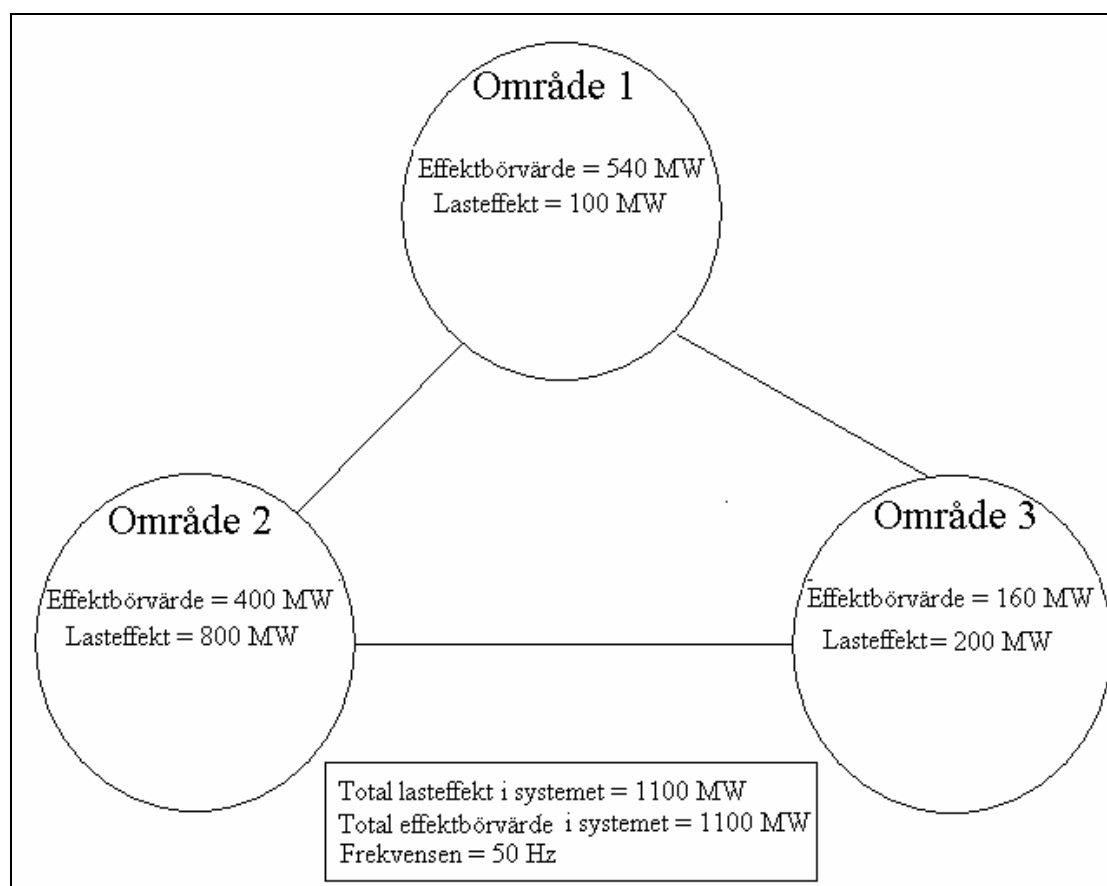 Område 1
Effektbörvärde = 540 MW
Lasteffekt = 100 MW
Område 2
Effektbörvärde = 400 MW
Lasteffekt = 800 MW
Område 3
Effektbörvärde = 160 MW
Lasteffekt = 200 MW
Total lasteffekt i systemet = 1100 MW
Total effektbörvärde i systemet = 1100 MW
Frekvensen = 50 Hz